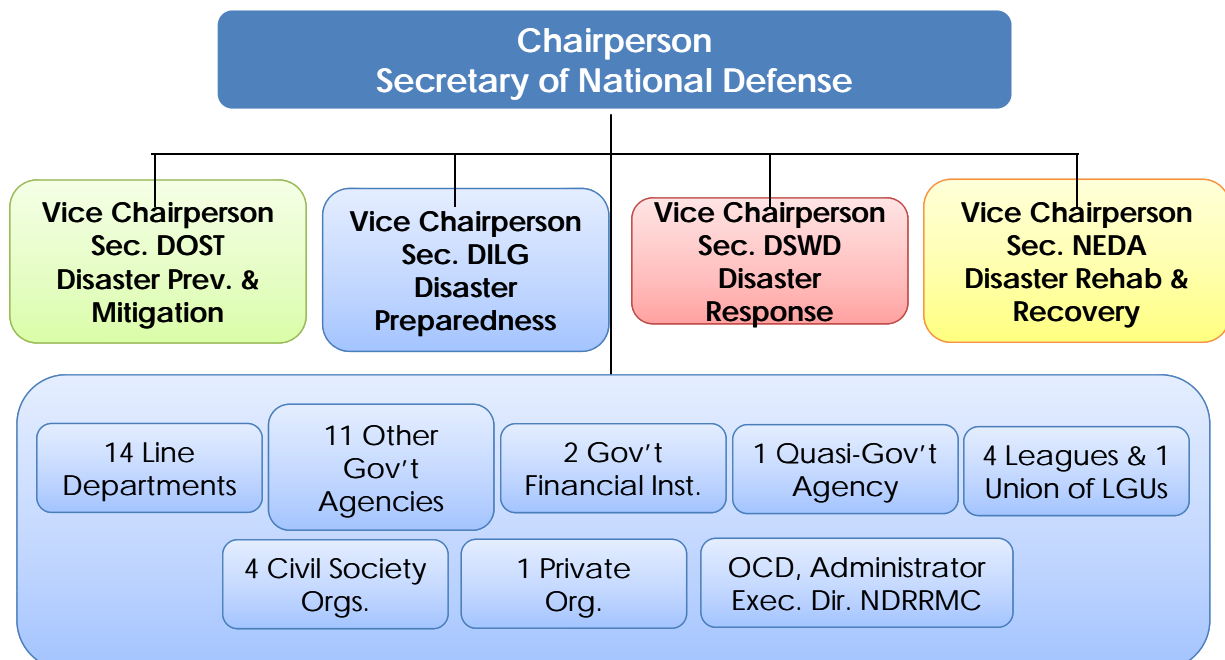 Chairperson
Secretary of National Defense
Vice Chairperson
Sec. DOST
Disaster Prev. &
Mitigation
Vice Chairperson
Sec. DILG
Disaster
Preparedness
Vice Chairperson
Sec. DSWD
Disaster
Response
Vice Chairperson
Sec. NEDA
Disaster Rehab &
Recovery
14 Line
Departments
11 Other
Gov't
Agencies
2 Gov't
Financial Inst.
1 Quasi-Gov't
Agency
4 Leagues & 1
Union of LGUs
4 Civil Society
Orgs.
1 Private
Org.
OCD, Administrator
Exec. Dir. NDRRMC